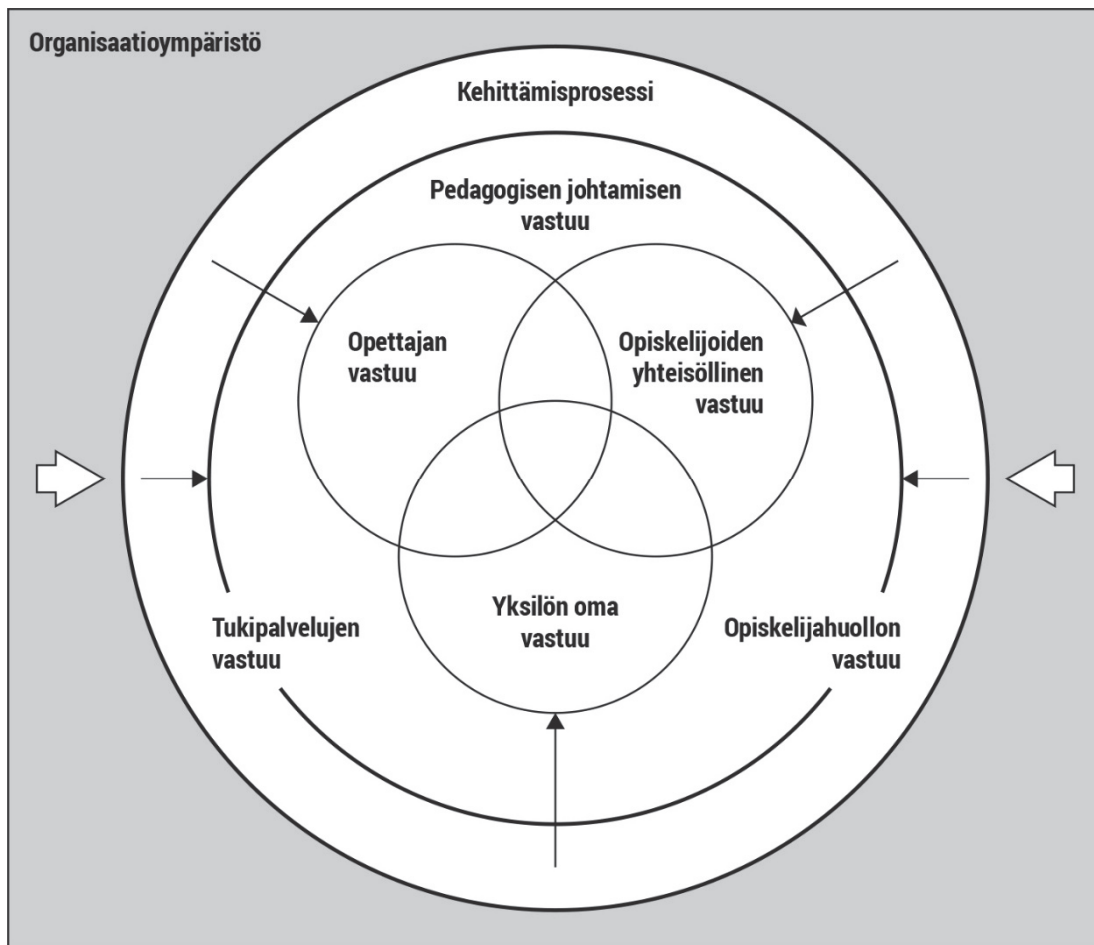 Organisaatioympäristö
Kehittämisprosessi
Pedagogisen johtamisen
vastuu
Opettajan
vastuu
Opiskelijoiden
yhteisöllinen
vastuu
Yksilön oma
vastuu
Tukipalvelujen
vastuu
Opiskelijahuollon
vastuu